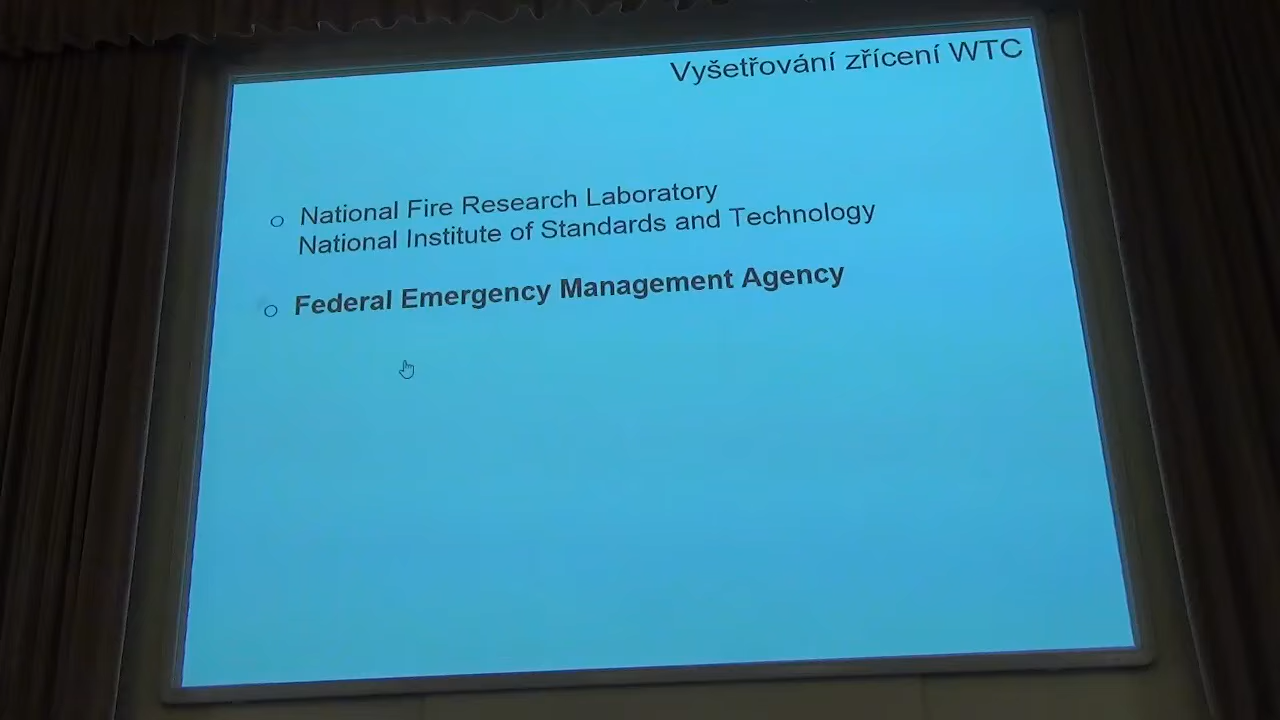 Vyšetřování zřícení WTC
National Fire Research Laboratory
National Institute of Standards and Technology
Federal Emergency Management Agency